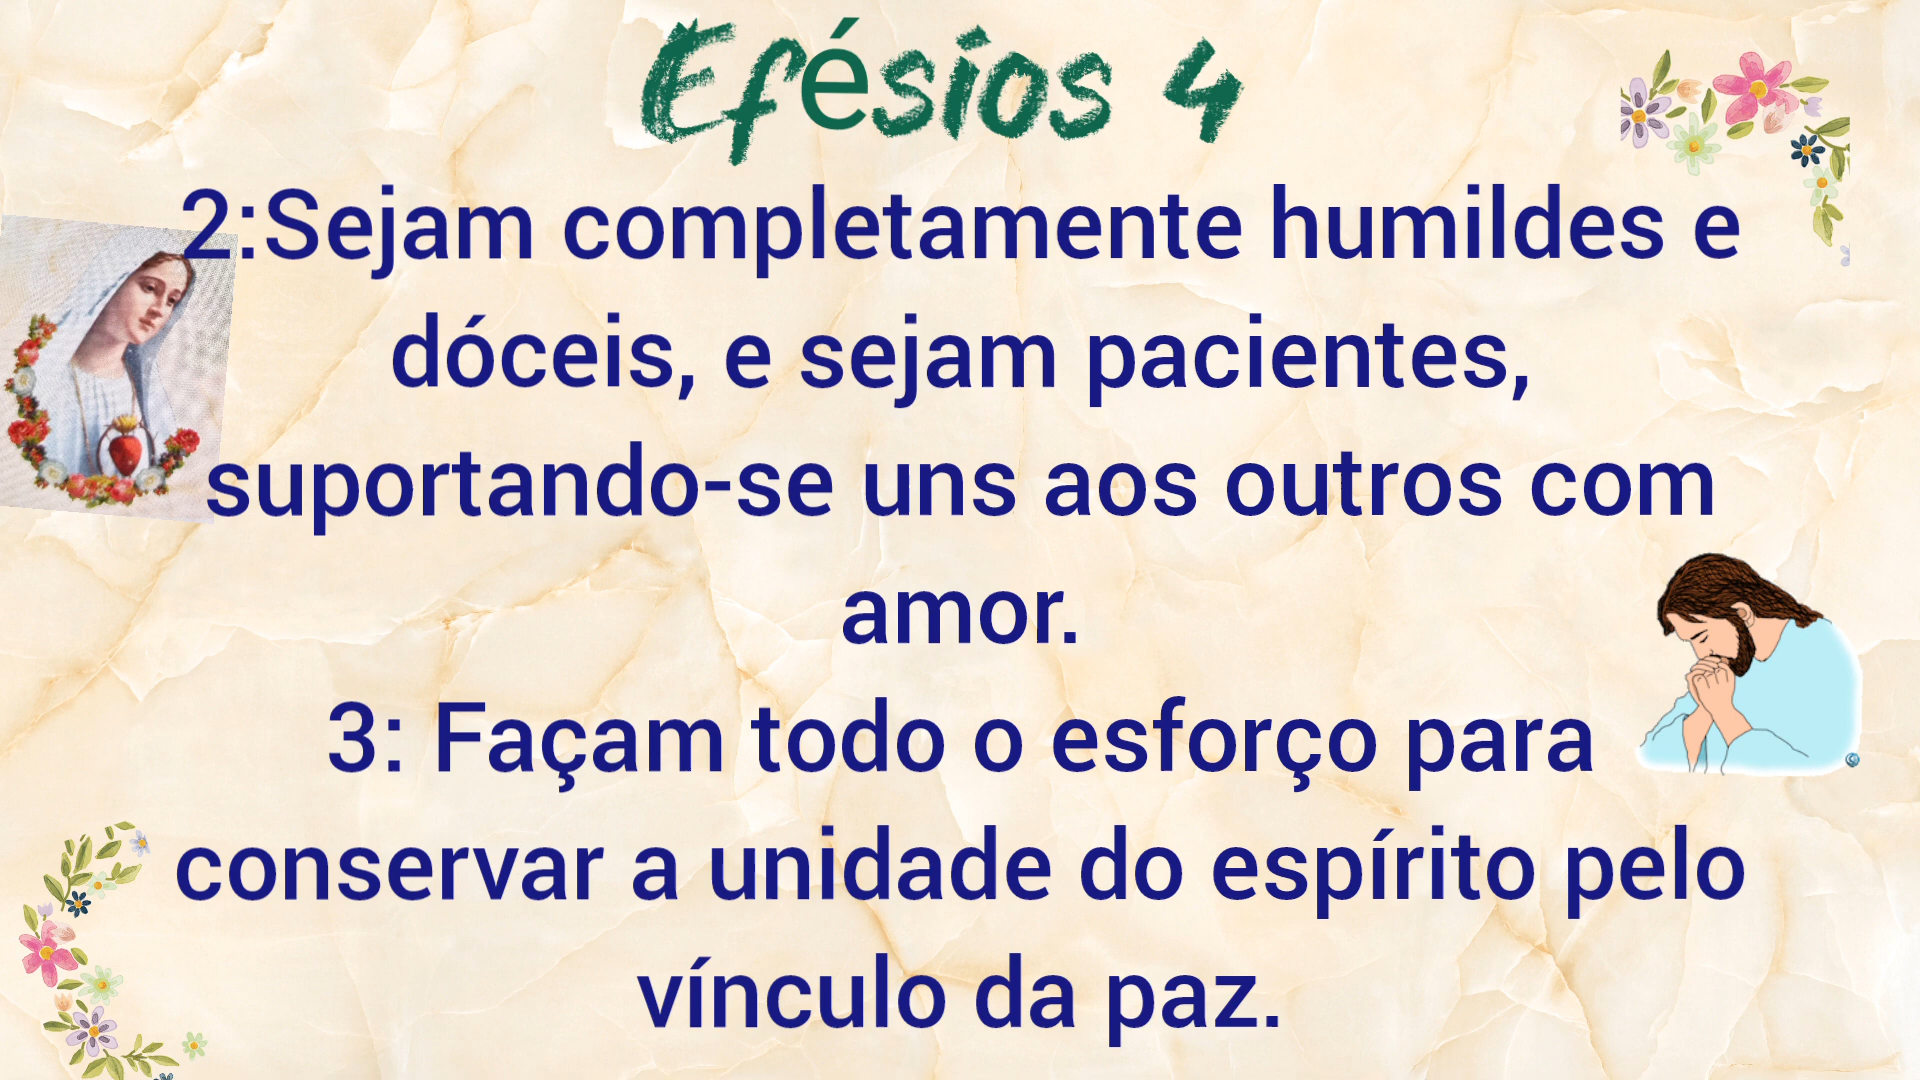 Efésios 4
2:Sejam completamente humildes e
dóceis, e sejam pacientes,
suportando-se uns aos outros com
amor.
3: Façam todo o esforço para
conservar a unidade do espírito pelo
vínculo da paz.